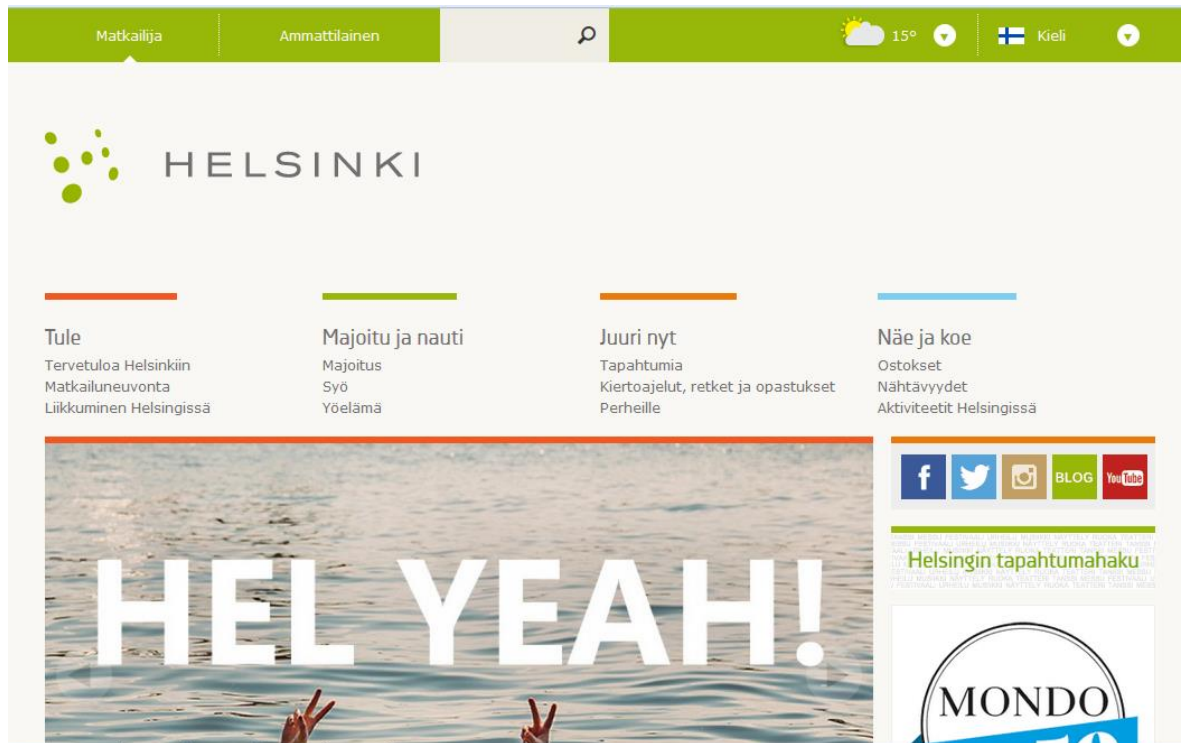 Matkailija
Ammattilainen
15°
Kieli
HELSINKI
Tule
Tervetuloa Helsinkiin
Matkailuneuvonta
Liikkuminen Helsingissä
Majoitu ja nauti
Majoitus
Syö
Yöelämä
Juuri nyt
Tapahtumia
Kiertoajelut, retket ja opastukset
Perheille
Näe ja koe
Ostokset
Nähtävyydet
Aktiviteetit Helsingissä
HEL YEAH!
f
BLOG
YouTube
Helsingin tapahtumahaku
MONDO